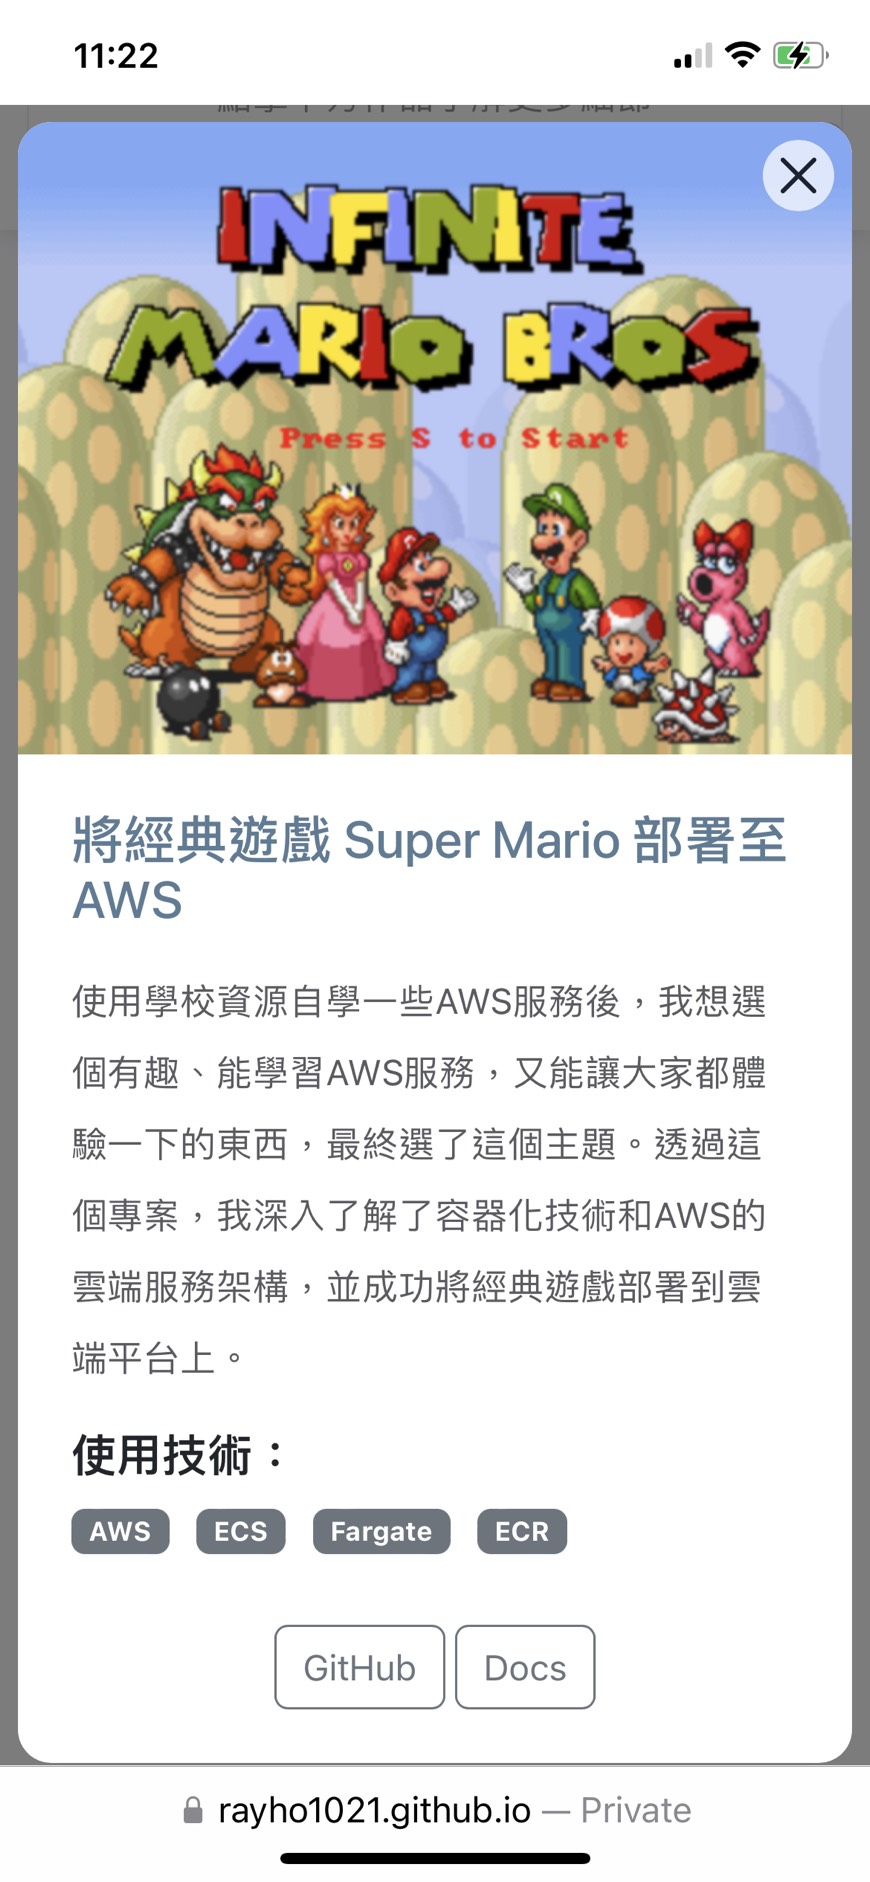 11:22
INFINITE
MARIO BROS
Press S to Start
將經典遊戲 Super Mario 部署至
AWS
使用學校資源自學一些AWS服務後，我想選
個有趣、能學習AWS服務，又能讓大家都體
驗一下的東西，最終選了這個主題。透過這
個專案，我深入了解了容器化技術和AWS的
雲端服務架構，並成功將經典遊戲部署到雲
端平台上。
使用技術：
AWS ECS Fargate ECR
GitHub Docs
rayho1021.github.io — Private